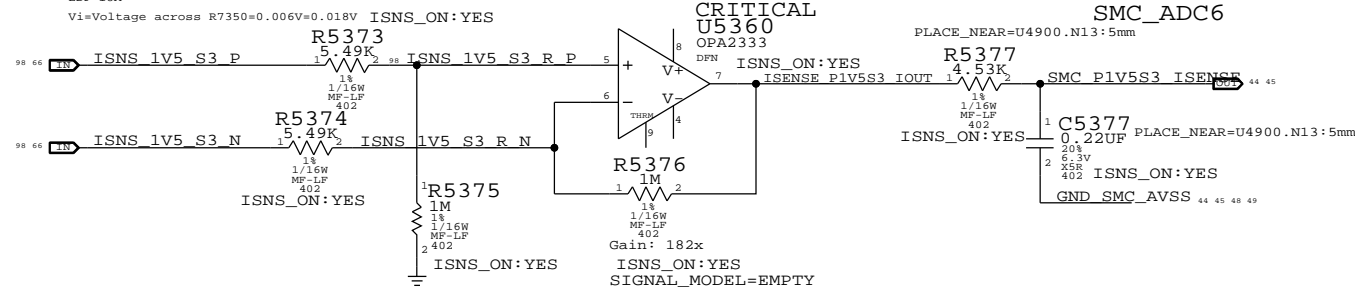 Vi=Voltage across R7350=0.006V=0.018V
ISNS_ON:YES
CRITICAL
U5360
OPA2333
DFN
SMC_ADC6
PLACE_NEAR=U4900.N13:5mm
98 66 IN ISNS_1V5_S3_P
R5373
5.49K
1 2
1%
1/16W
MF-LF
402
98 ISNS_1V5_S3_R_P
5 +
6 -
8
V+
V-
THRM
9
4
7
ISNS_ON:YES
ISENSE_P1V5S3_IOUT
R5377
4.53K
1 2
1%
1/16W
MF-LF
402
ISNS_ON:YES
SMC_P1V5S3_ISENSE
OUT 44 45
98 66 IN ISNS_1V5_S3_N
R5374
5.49K
1 2
1%
1/16W
MF-LF
402
ISNS_ON:YES
ISNS_1V5_S3_R_N
R5375
1
1M
1%
1/16W
MF-LF
402
2
ISNS_ON:YES
R5376
1M
1 2
1%
1/16W
MF-LF
402
Gain: 182x
ISNS_ON:YES
SIGNAL_MODEL=EMPTY
C5377
1
0.22UF
20%
6.3V
X5R
402
2
PLACE_NEAR=U4900.N13:5mm
ISNS_ON:YES
GND_SMC_AVSS 44 45 48 49